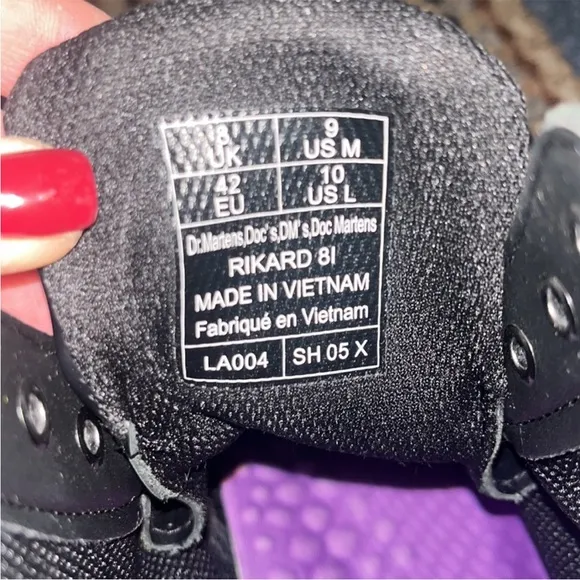 8 9
UK US M
42 10
EU US L
Dr.Martens,Doc's,DM's,Doc Martens
RIKARD 8I
MADE IN VIETNAM
Fabriqué en Vietnam
LA004 SH 05 X